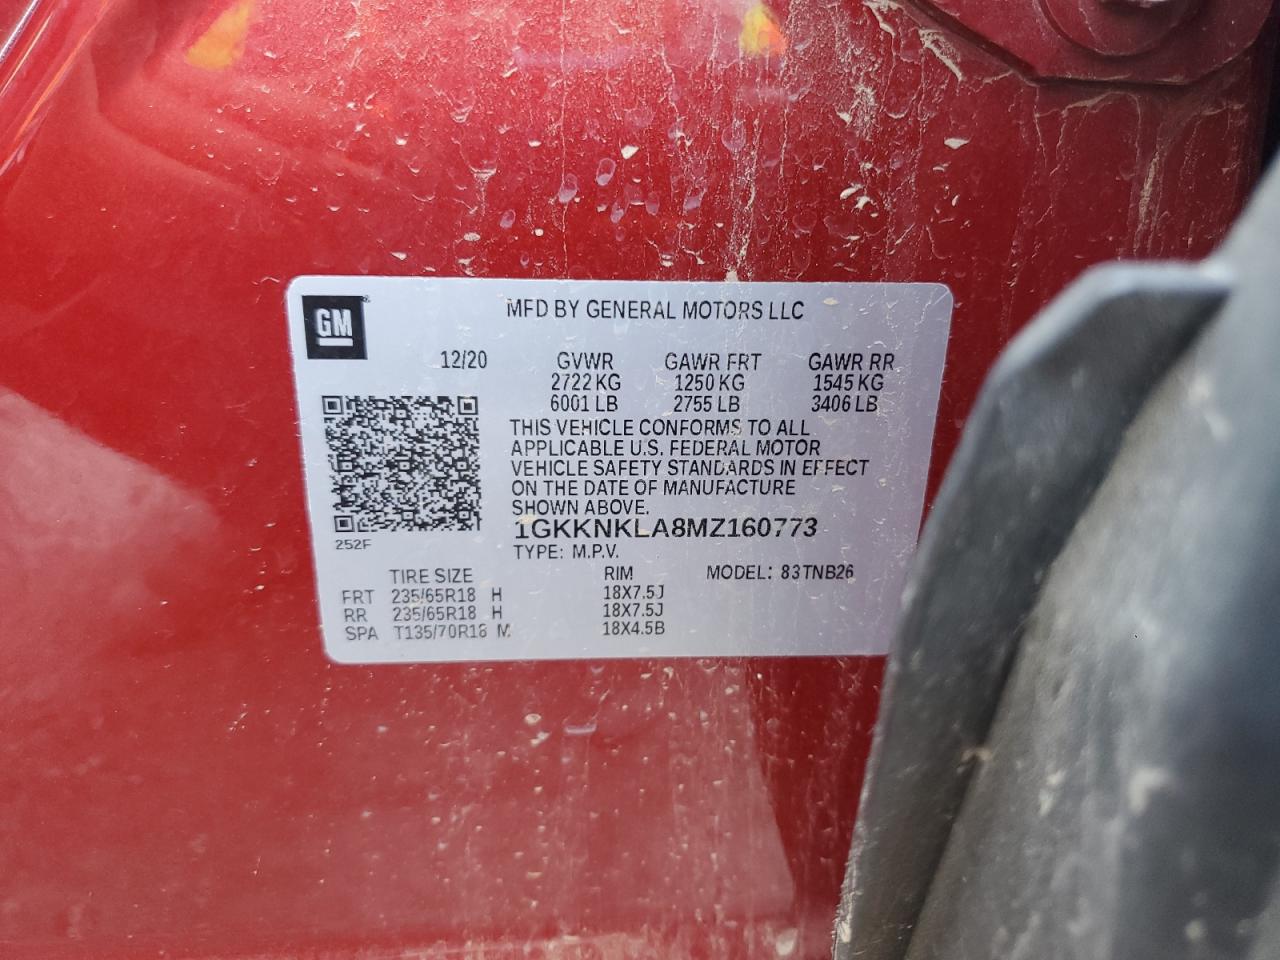 GM
MFD BY GENERAL MOTORS LLC
12/20 GVWR GAWR FRT GAWR RR
2722 KG 1250 KG 1545 KG
6001 LB 2755 LB 3406 LB
THIS VEHICLE CONFORMS TO ALL
APPLICABLE U.S. FEDERAL MOTOR
VEHICLE SAFETY STANDARDS IN EFFECT
ON THE DATE OF MANUFACTURE
SHOWN ABOVE.
1GKKNKLA8MZ160773
252F
TYPE: M.P.V.
TIRE SIZE RIM MODEL: 83TNB26
FRT 235/65R18 H 18X7.5J
RR 235/65R18 H 18X7.5J
SPA T135/70R18 M 18X4.5B